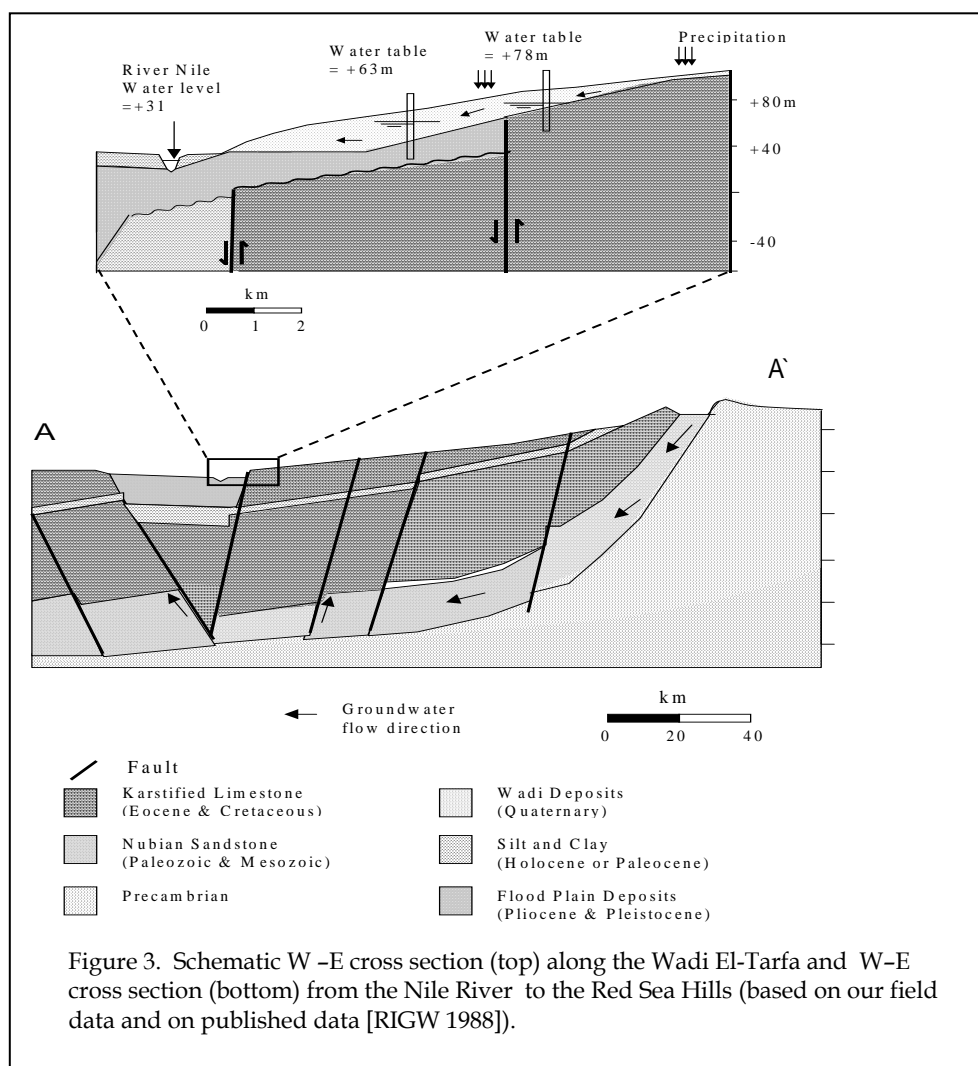 Water table
= +63m
Water table
= +78m
Precipitation
River Nile
Water level
=+31
+80m
+40
-40
km
0 1 2
A
A`
km
0 20 40
Groundwater
flow direction
Fault
Karstified Limestone
(Eocene & Cretaceous)
Nubian Sandstone
(Paleozoic & Mesozoic)
Precambrian
Wadi Deposits
(Quaternary)
Silt and Clay
(Holocene or Paleocene)
Flood Plain Deposits
(Pliocene & Pleistocene)
Figure 3. Schematic W –E cross section (top) along the Wadi El-Tarfa and W–E
cross section (bottom) from the Nile River to the Red Sea Hills (based on our field
data and on published data [RIGW 1988]).